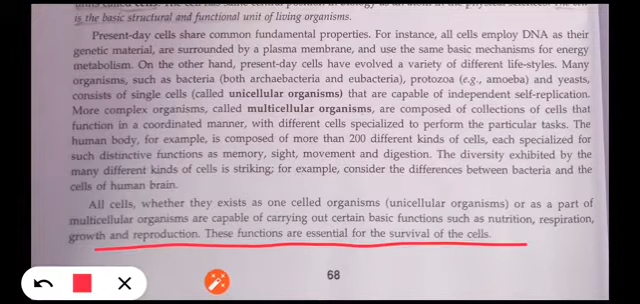 is the basic structural and functional unit of living organisms.
Present-day cells share common fundamental properties. For instance, all cells employ DNA as their
genetic material, are surrounded by a plasma membrane, and use the same basic mechanisms for energy
metabolism. On the other hand, present-day cells have evolved a variety of different life-styles. Many
organisms, such as bacteria (both archaebacteria and eubacteria), protozoa (e.g., amoeba) and yeasts,
consists of single cells (called unicellular organisms) that are capable of independent self-replication.
More complex organisms, called multicellular organisms, are composed of collections of cells that
function in a coordinated manner, with different cells specialized to perform the particular tasks. The
human body, for example, is composed of more than 200 different kinds of cells, each specialized for
such distinctive functions as memory, sight, movement and digestion. The diversity exhibited by the
many different kinds of cells is striking; for example, consider the differences between bacteria and the
cells of human brain.
All cells, whether they exists as one celled organisms (unicellular organisms) or as a part of
multicellular organisms are capable of carrying out certain basic functions such as nutrition, respiration,
growth and reproduction. These functions are essential for the survival of the cells.
68